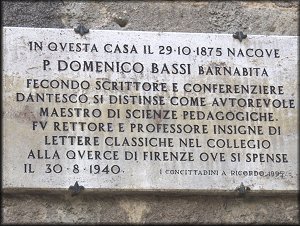 IN QVESTA CASA IL 29·10·1875 NACQVE
P. DOMENICO BASSI BARNABITA
FECONDO SCRITTORE E CONFERENZIERE
DANTESCO SI DISTINSE COME AVTOREVOLE
MAESTRO DI SCIENZE PEDAGOGICHE.
FV RETTORE E PROFESSORE INSIGNE DI
LETTERE CLASSICHE NEL COLLEGIO
ALLA QVERCE DI FIRENZE OVE SI SPENSE
IL 30·8·1940.
I CONCITTADINI A RICORDO